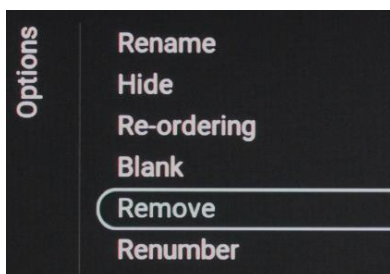 Options
Rename
Hide
Re-ordering
Blank
Remove
Renumber